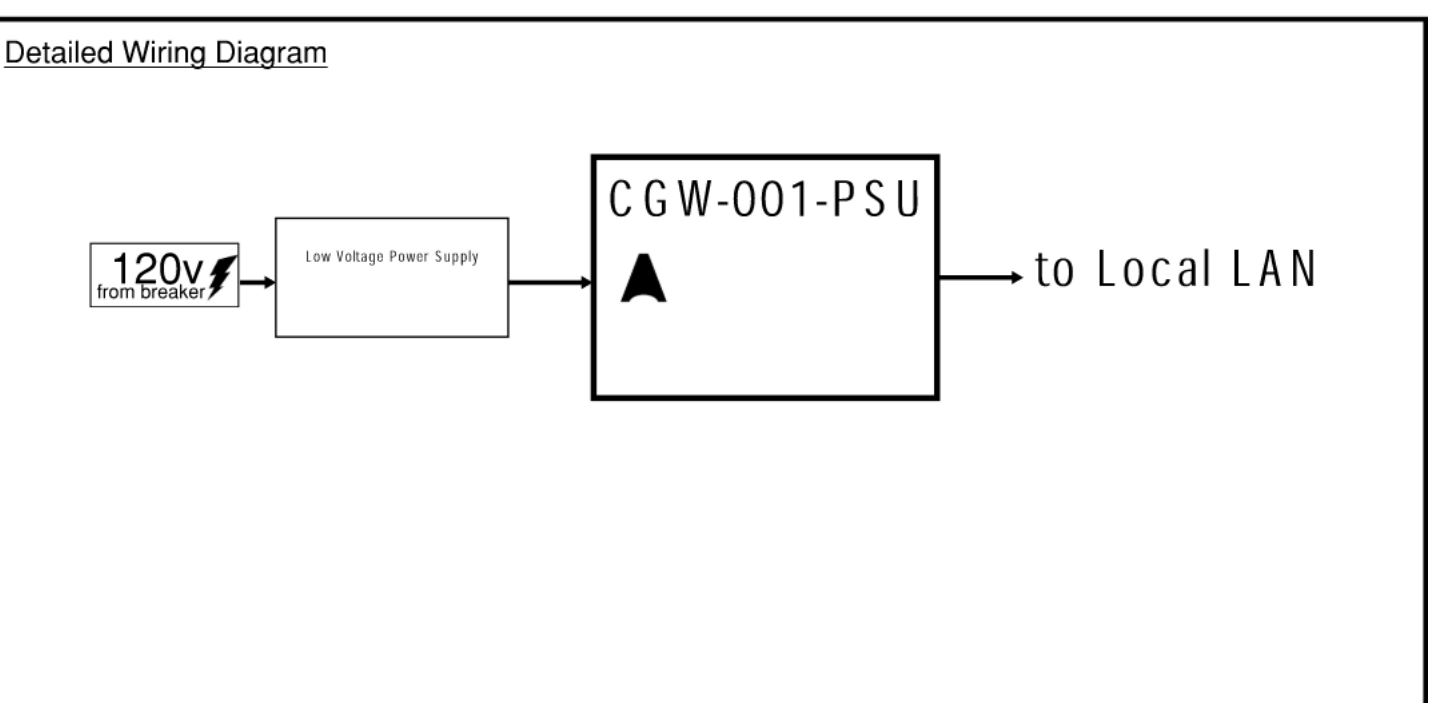 Detailed Wiring Diagram
120v
from breaker
Low Voltage Power Supply
CGW-001-PSU
to Local LAN